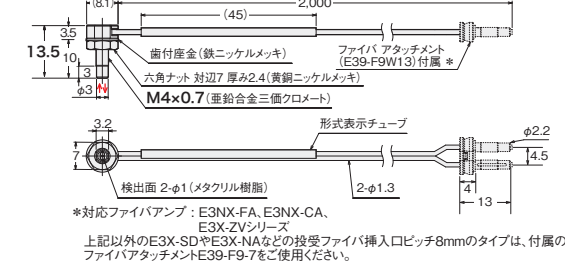 (8.1)
2,000
(45)
3.5
13.5
10
3
φ3
歯付座金(鉄ニッケルメッキ)
ファイバ アタッチメント
(E39-F9W13)付属 *
六角ナット 対辺7 厚み2.4(黄銅ニッケルメッキ)
M4×0.7(亜鉛合金三価クロメート)
形式表示チューブ
3.2
φ2.2
7
4.5
検出面 2-φ1(メタクリル樹脂)
2-φ1.3
4
13
*対応ファイバアンプ : E3NX-FA、E3NX-CA、
E3X-ZVシリーズ
上記以外のE3X-SDやE3X-NAなどの投受ファイバ挿入口ピッチ8mmのタイプは、付属の
ファイバアタッチメントE39-F9-7をご使用ください。